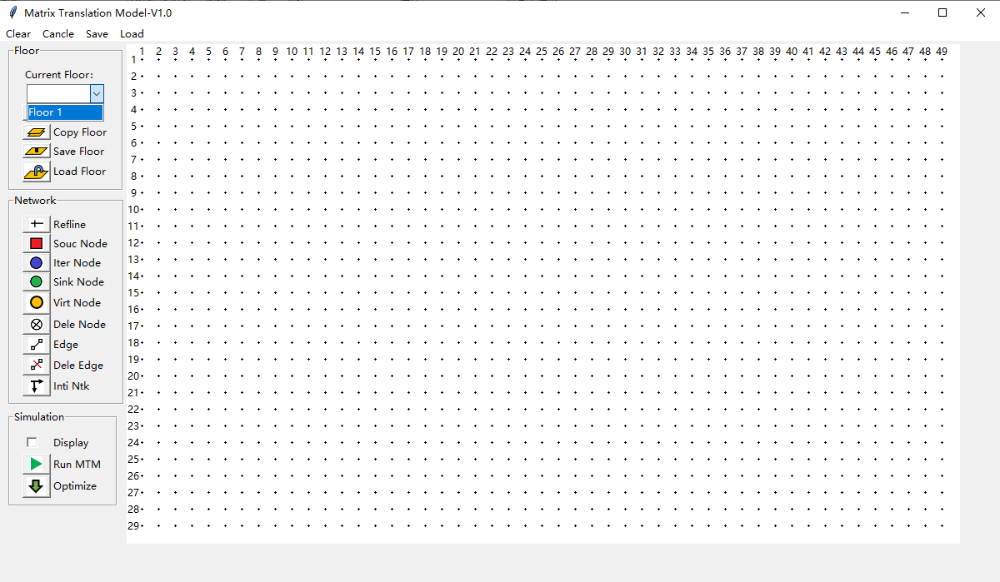 Matrix Translation Model-V1.0
Clear Cancle Save Load
Floor
Current Floor:
Floor 1
Copy Floor
Save Floor
Load Floor
Network
Refline
Souc Node
Iter Node
Sink Node
Virt Node
Dele Node
Edge
Dele Edge
Inti Ntk
Simulation
Display
Run MTM
Optimize
1 2 3 4 5 6 7 8 9 10 11 12 13 14 15 16 17 18 19 20 21 22 23 24 25 26 27 28 29 30 31 32 33 34 35 36 37 38 39 40 41 42 43 44 45 46 47 48 49
1
2
3
4
5
6
7
8
9
10
11
12
13
14
15
16
17
18
19
20
21
22
23
24
25
26
27
28
29